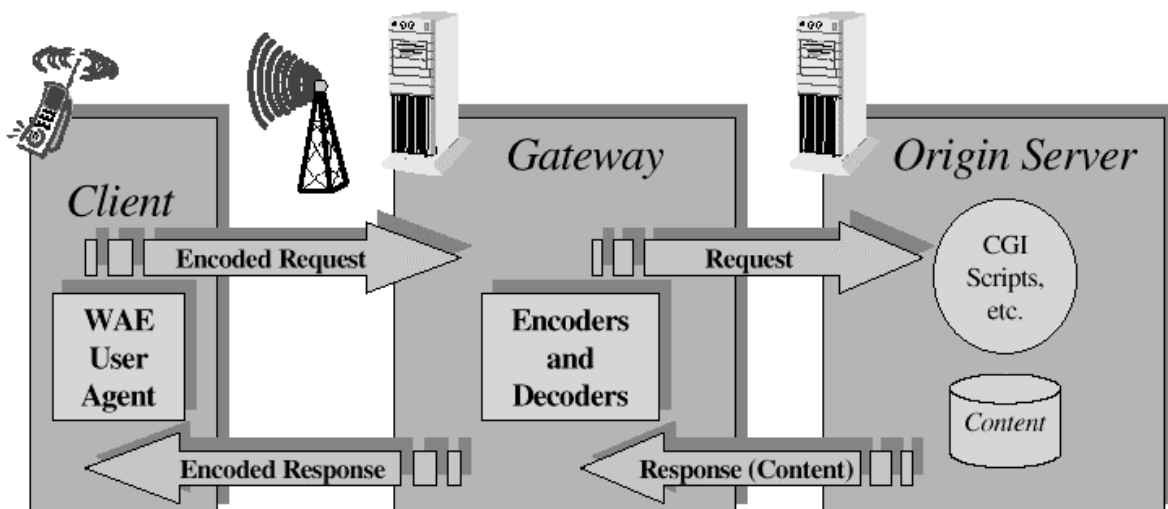 Client
Gateway
Origin Server
Encoded Request
Request
CGI
Scripts,
etc.
WAE
User
Agent
Encoders
and
Decoders
Content
Encoded Response
Response (Content)